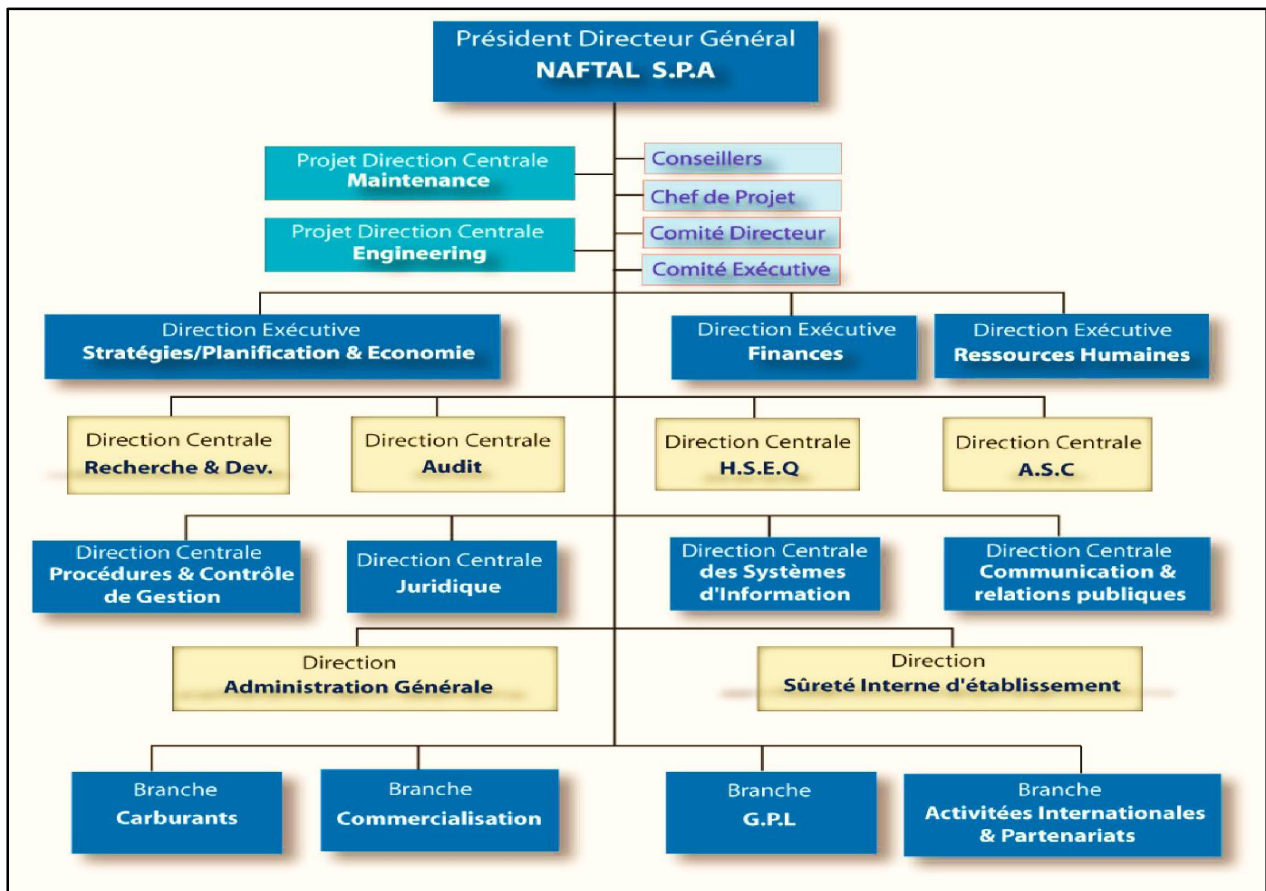 Président Directeur Général
NAFTAL S.P.A
Projet Direction Centrale
Maintenance
Conseillers
Chef de Projet
Projet Direction Centrale
Engineering
Comité Directeur
Comité Exécutive
Direction Exécutive
Stratégies/Planification & Economie
Direction Exécutive
Finances
Direction Exécutive
Ressources Humaines
Direction Centrale
Recherche & Dev.
Direction Centrale
Audit
Direction Centrale
H.S.E.Q
Direction Centrale
A.S.C
Direction Centrale
Procédures & Contrôle
de Gestion
Direction Centrale
Juridique
Direction Centrale
des Systèmes
d'Information
Direction Centrale
Communication &
relations publiques
Direction
Administration Générale
Direction
Sûreté Interne d'établissement
Branche
Carburants
Branche
Commercialisation
Branche
G.P.L
Branche
Activitées Internationales
& Partenariats